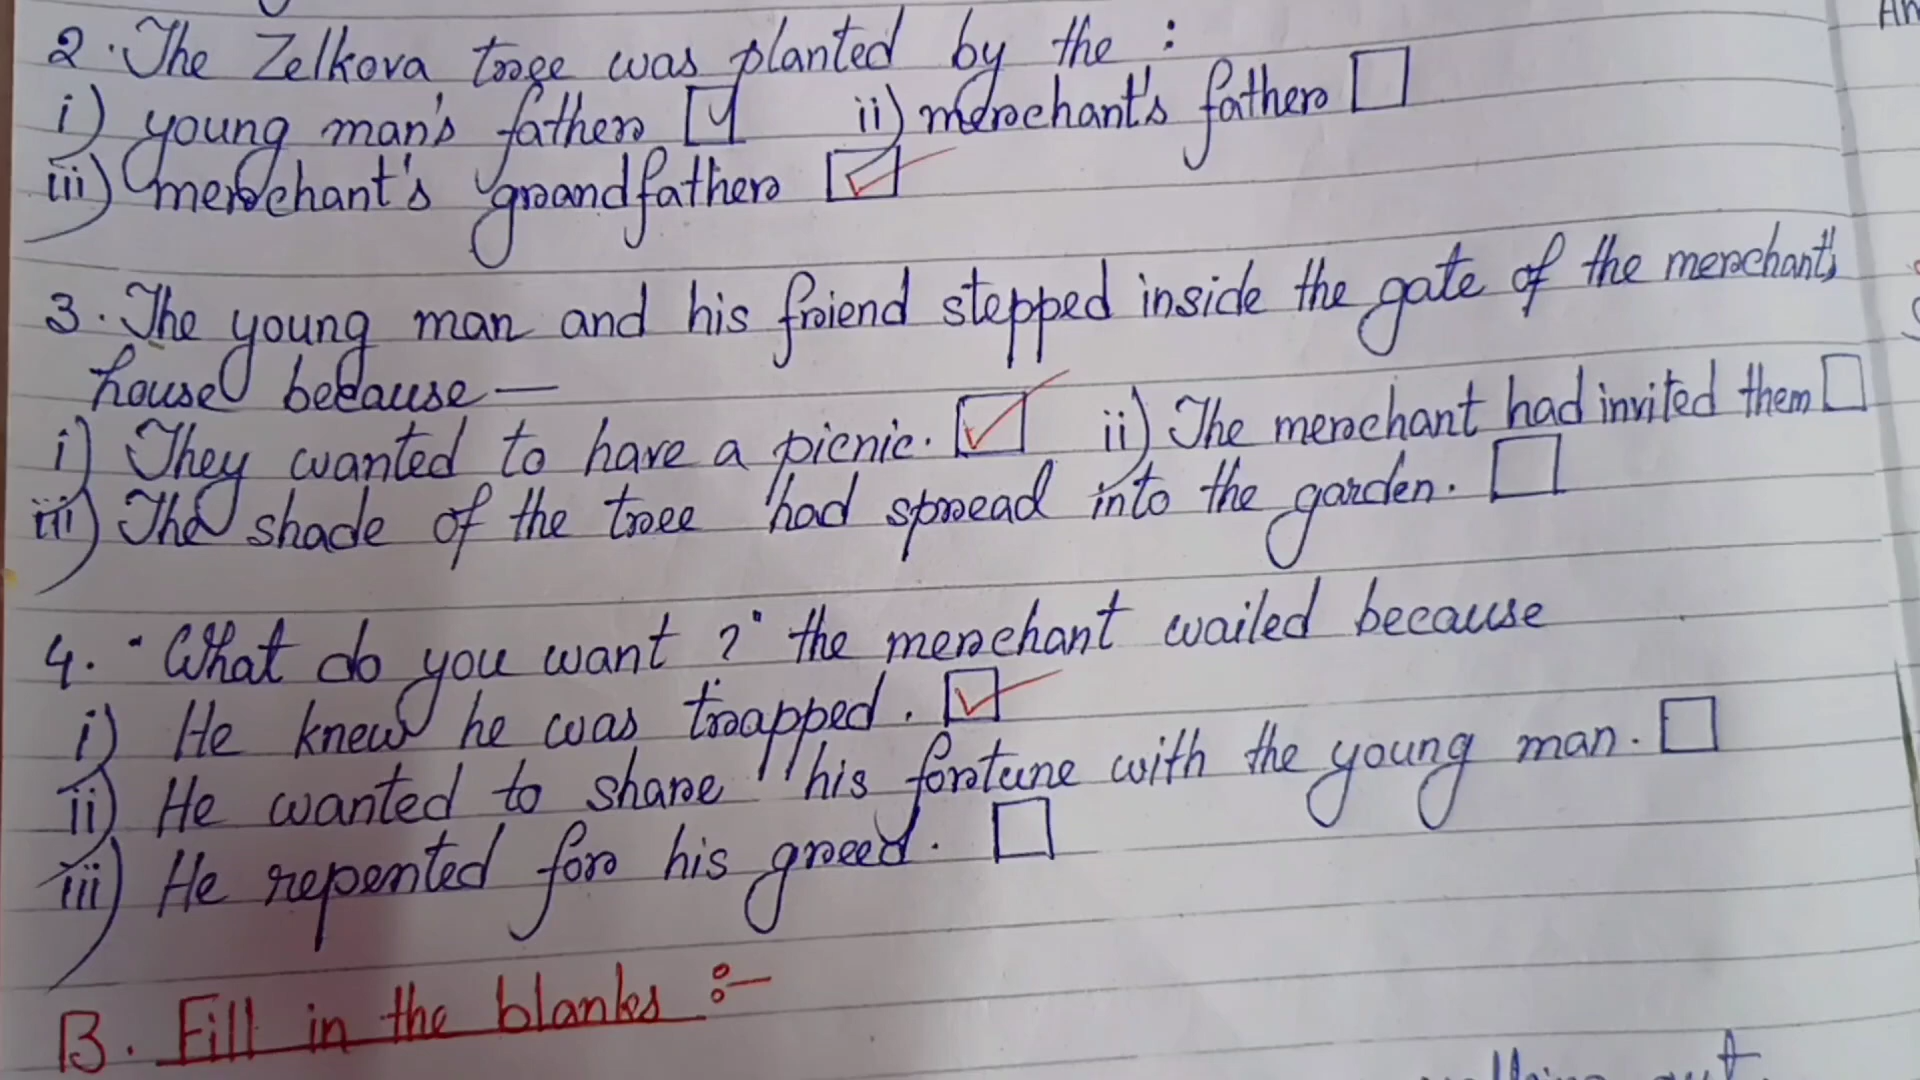 2. The Zelkova tree was planted by the :
i) young man's father ii) merchant's father
iii) merchant's grandfather ✓
3. The young man and his friend stepped inside the gate of the merchant's
house because —
i) They wanted to have a picnic. ✓ ii) The merchant had invited them
iii) The shade of the tree had spread into the garden.
4. "What do you want ?" the merchant wailed because
i) He knew he was trapped. ✓
ii) He wanted to share his fortune with the young man.
iii) He repented for his greed.
B. Fill in the blanks :-